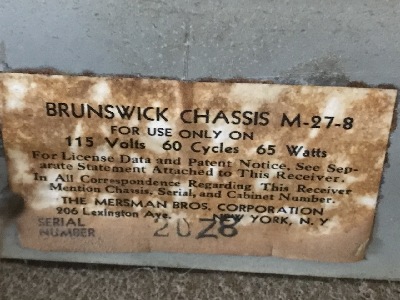 BRUNSWICK CHASSIS M-27-8
FOR USE ONLY ON
115 Volts 60 Cycles 65 Watts
For License Data and Patent Notice, See Sep-
arate Statement Attached to This Receiver.
In All Correspondence Regarding This Receiver
Mention Chassis, Serial, and Cabinet Number.
THE MERSMAN BROS. CORPORATION
206 Lexington Ave. NEW YORK, N.Y.
SERIAL
NUMBER 2028